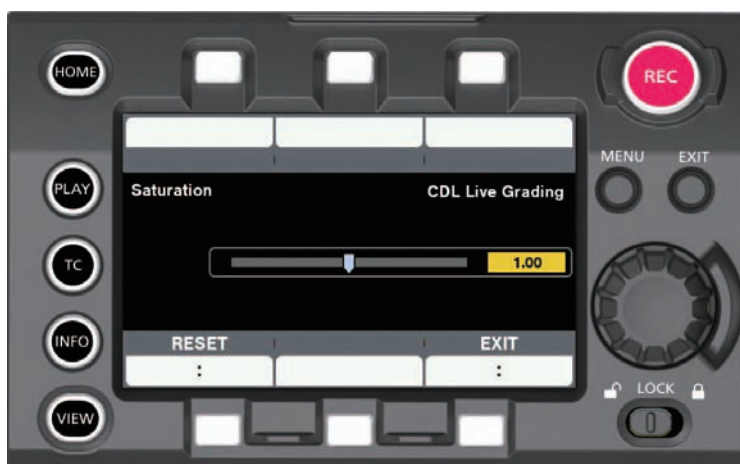 HOME
REC
MENU EXIT
PLAY
Saturation CDL Live Grading
TC
1.00
INFO
RESET EXIT
: :
LOCK
VIEW